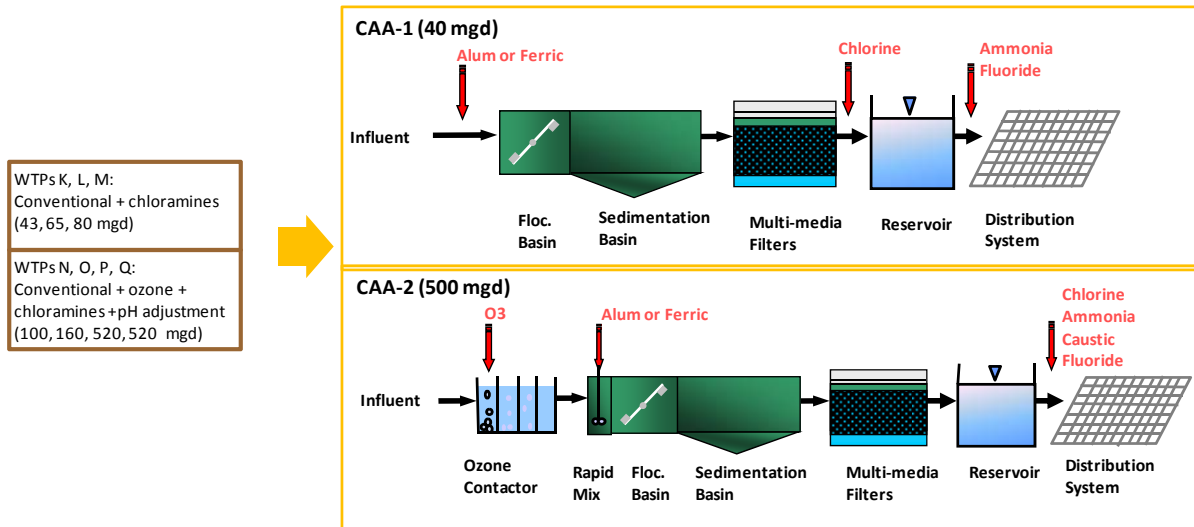 WTPs K, L, M:
Conventional + chloramines
(43, 65, 80 mgd)
WTPs N, O, P, Q:
Conventional + ozone +
chloramines +pH adjustment
(100, 160, 520, 520 mgd)
CAA-1 (40 mgd)
Alum or Ferric
Chlorine
Ammonia
Fluoride
Influent
Floc.
Basin
Sedimentation
Basin
Multi-media
Filters
Reservoir
Distribution
System
CAA-2 (500 mgd)
O3
Alum or Ferric
Chlorine
Ammonia
Caustic
Fluoride
Influent
Ozone
Contactor
Rapid
Mix
Floc.
Basin
Sedimentation
Basin
Multi-media
Filters
Reservoir
Distribution
System